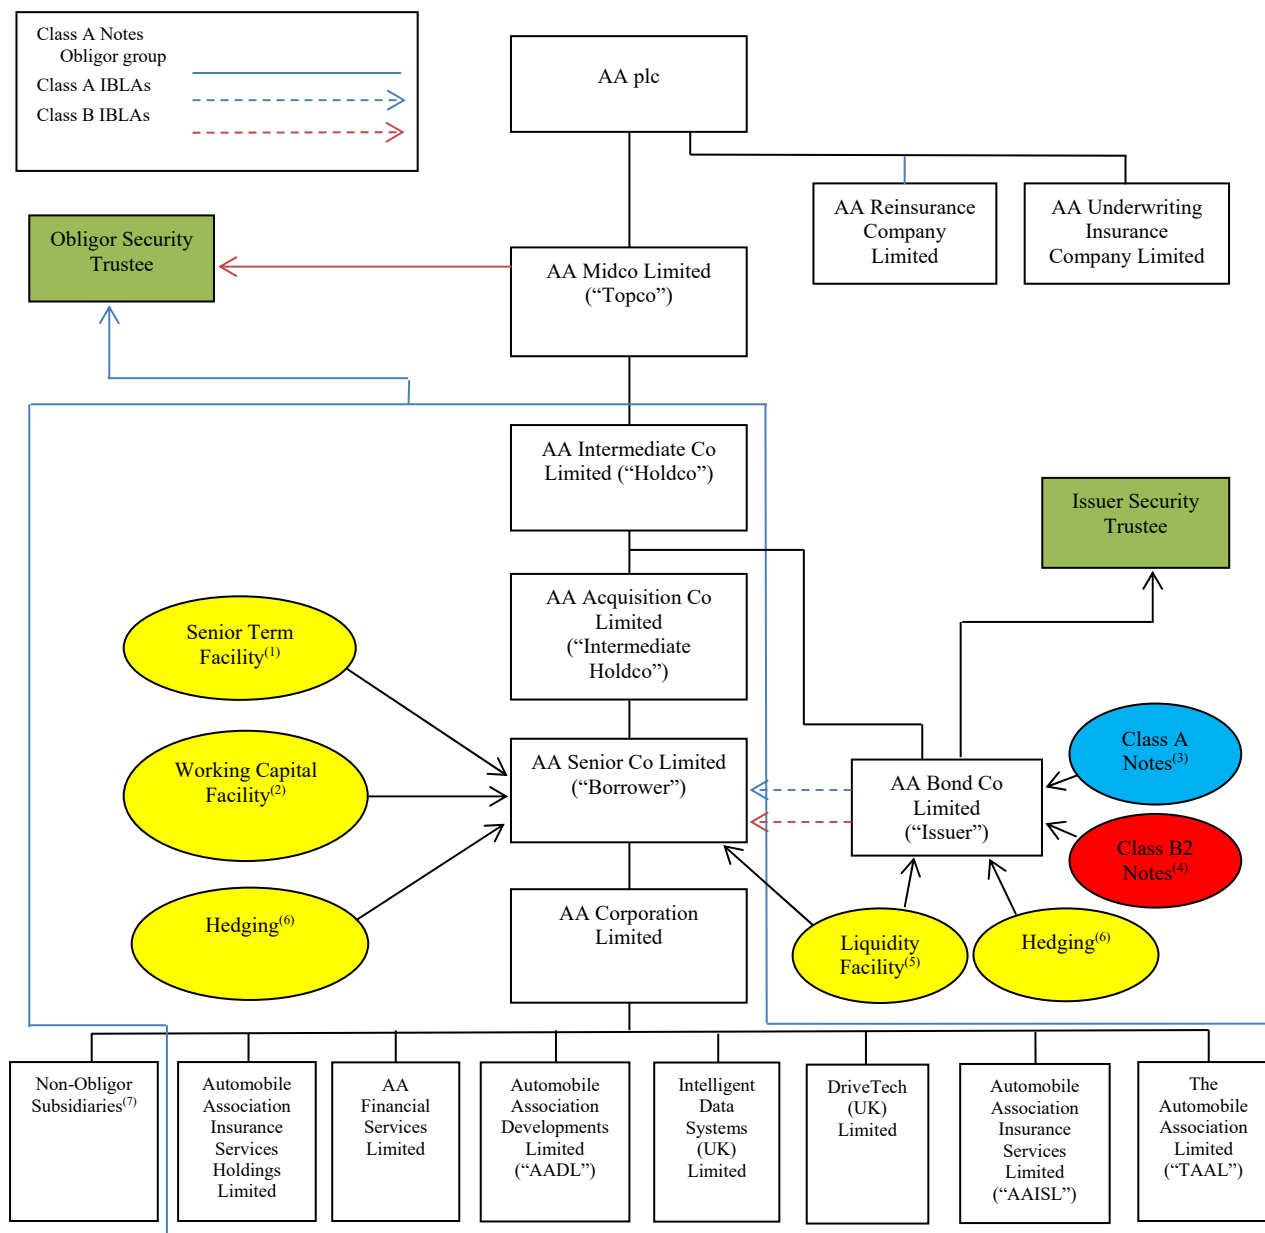 Class A Notes
Obligor group
Class A IBLAs
Class B IBLAs
AA plc
AA Reinsurance
Company
Limited
AA Underwriting
Insurance
Company Limited
Obligor Security
Trustee
AA Midco Limited
(“Topco”)
AA Intermediate Co
Limited (“Holdco”)
Issuer Security
Trustee
AA Acquisition Co
Limited
(“Intermediate
Holdco”)
Senior Term
Facility(1)
Working Capital
Facility(2)
Hedging(6)
AA Senior Co Limited
(“Borrower”)
AA Bond Co
Limited
(“Issuer”)
Class A
Notes(3)
Class B2
Notes(4)
AA Corporation
Limited
Liquidity
Facility(5)
Hedging(6)
Non-Obligor
Subsidiaries(7)
Automobile
Association
Insurance
Services
Holdings
Limited
AA
Financial
Services
Limited
Automobile
Association
Developments
Limited
(“AADL”)
Intelligent
Data
Systems
(UK)
Limited
DriveTech
(UK)
Limited
Automobile
Association
Insurance
Services
Limited
(“AAISL”)
The
Automobile
Association
Limited
(“TAAL”)